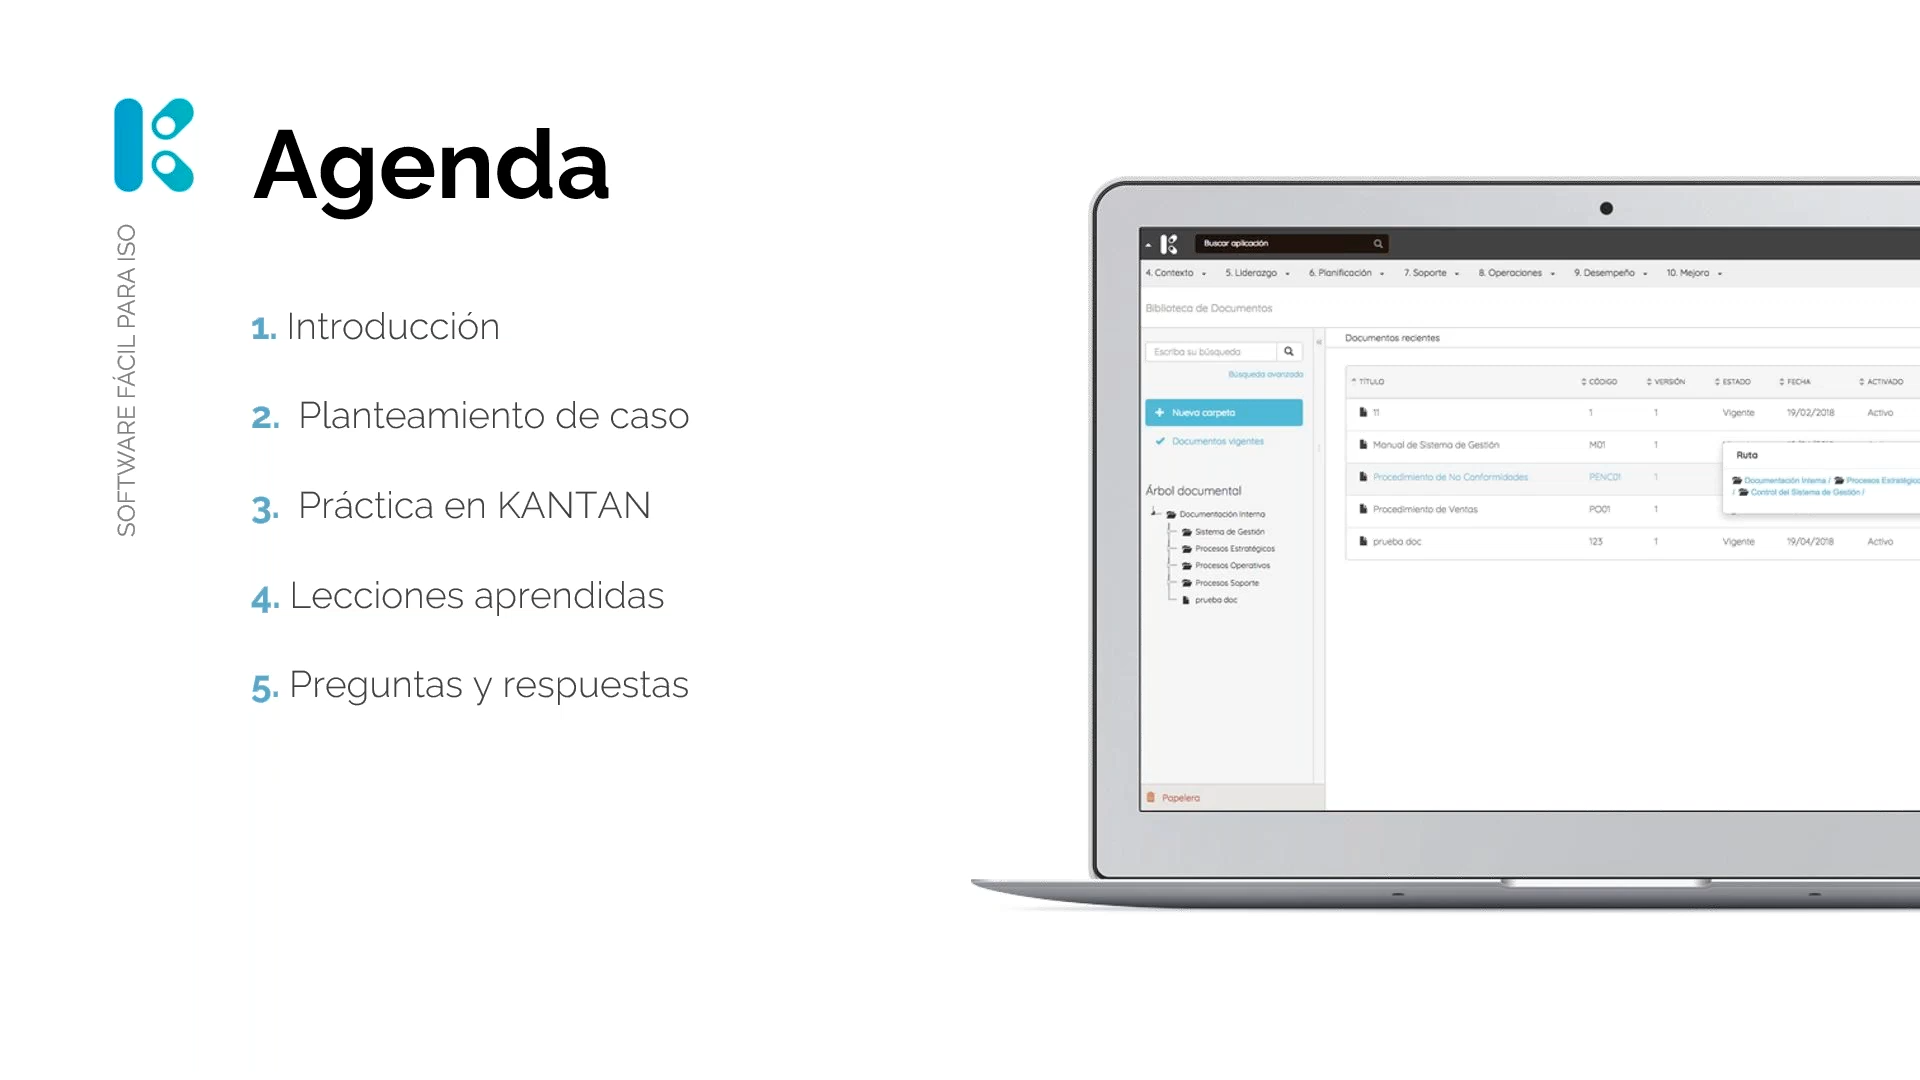 Agenda
SOFTWARE FÁCIL PARA ISO
1. Introducción
2. Planteamiento de caso
3. Práctica en KANTAN
4. Lecciones aprendidas
5. Preguntas y respuestas
Buscar aplicación
4. Contexto 5. Liderazgo 6. Planificación 7. Soporte 8. Operaciones 9. Desempeño 10. Mejora
Biblioteca de Documentos
Escriba su búsqueda
Búsqueda avanzada
Nueva carpeta
Documentos vigentes
Árbol documental
Documentación Interna
Sistema de Gestión
Procesos Estratégicos
Procesos Operativos
Procesos Soporte
prueba doc
Papelera
Documentos recientes
TÍTULO CÓDIGO VERSIÓN ESTADO FECHA ACTIVADO
11 1 1 Vigente 19/02/2018 Activo
Manual de Sistema de Gestión M01 1
Procedimiento de No Conformidades PENC01 1
Procedimiento de Ventas PO01 1
prueba doc 123 1 Vigente 19/04/2018 Activo
Ruta
Documentación Interna / Procesos Estratégico
/ Control del Sistema de Gestión /